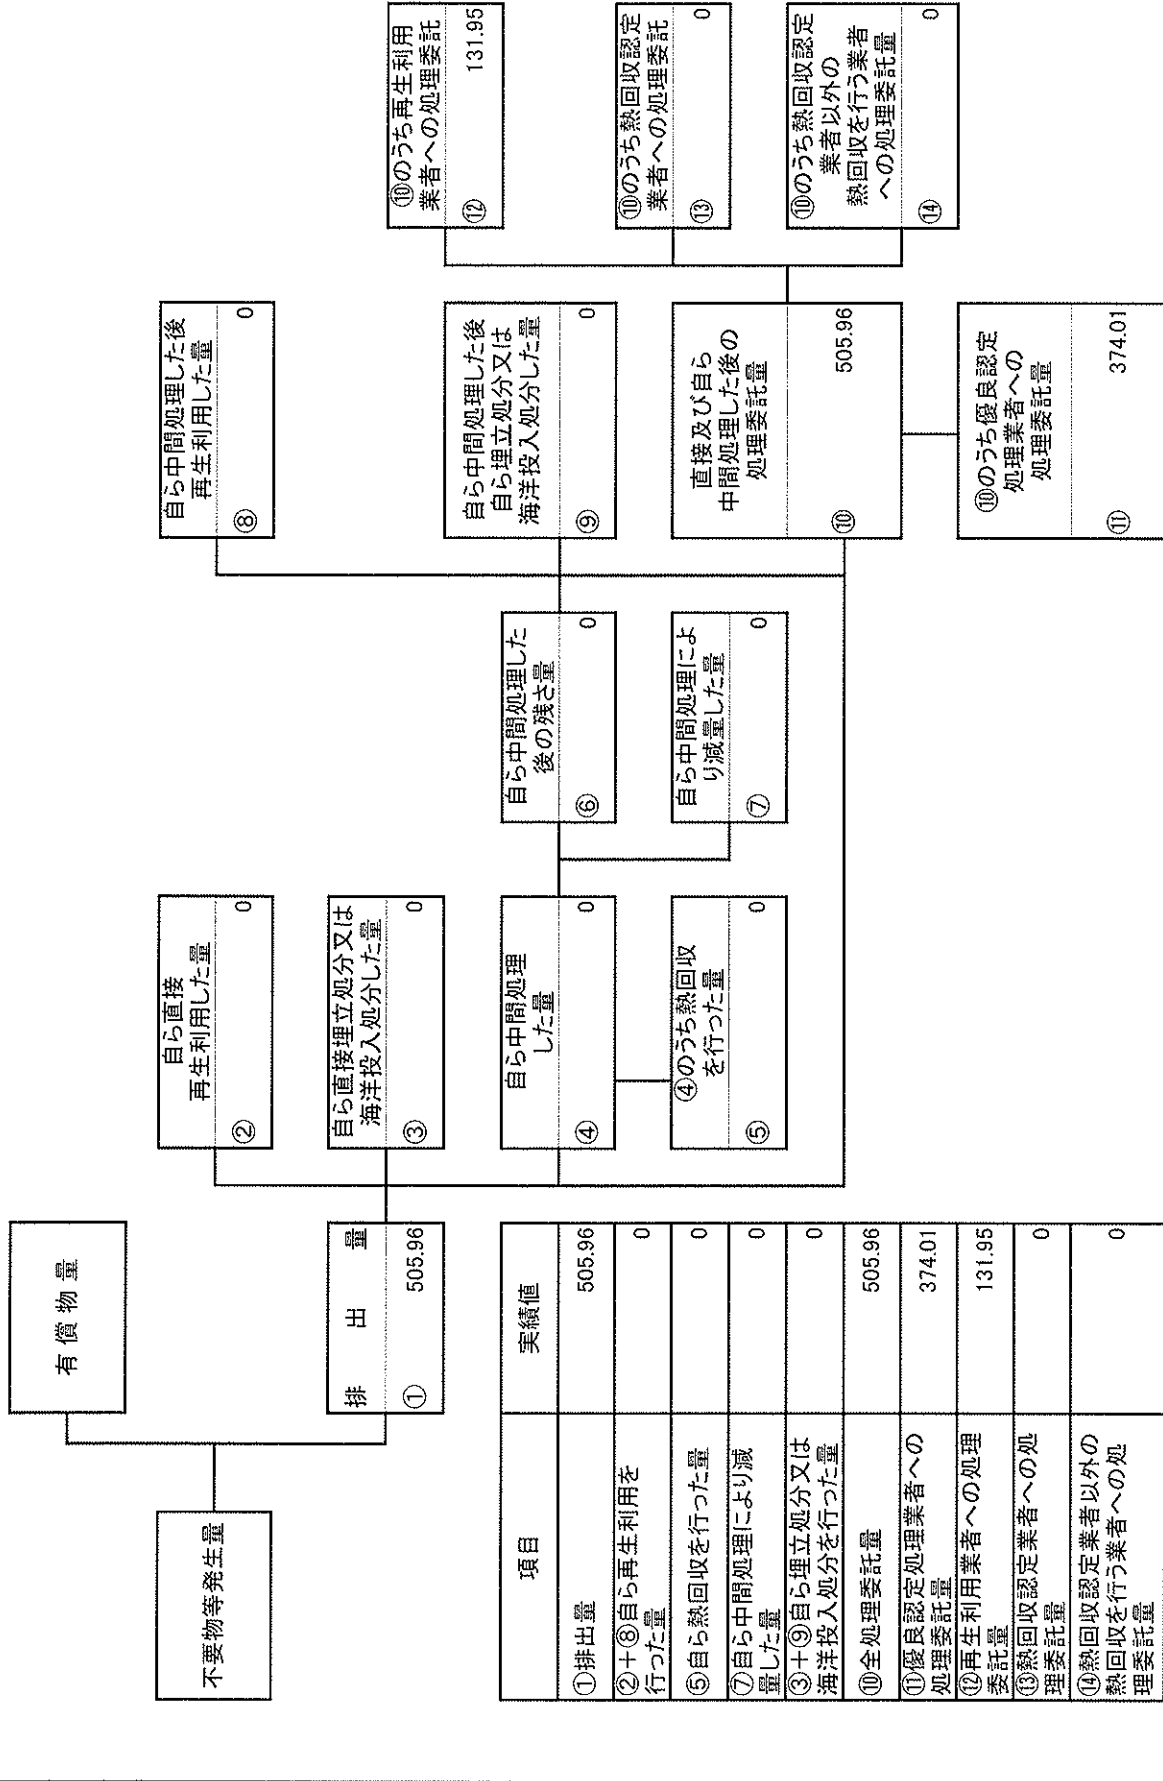 不要物等発生量
有償物量
排出量
① 505.96
自ら直接
再生利用した量
② 0
自ら直接埋立処分又は
海洋投入処分した量
③ 0
自ら中間処理
した量
④ 0
④のうち熱回収
を行った量
⑤ 0
自ら中間処理した
後の残さ量
⑥ 0
自ら中間処理によ
り減量した量
⑦ 0
自ら中間処理した後
再生利用した量
⑧ 0
自ら中間処理した後
自ら埋立処分又は
海洋投入処分した量
⑨ 0
直接及び自ら
中間処理した後の
処理委託量
⑩ 505.96
⑩のうち優良認定
処理業者への
処理委託量
⑪ 374.01
⑩のうち再生利用
業者への処理委託
⑫ 131.95
⑩のうち熱回収認定
業者への処理委託
⑬ 0
⑩のうち熱回収認定
業者以外の
熱回収を行う業者
への処理委託量
⑭ 0
項目 実績値
①排出量 505.96
②+⑧自ら再生利用を
行った量 0
⑤自ら熱回収を行った量 0
⑦自ら中間処理により減
量した量 0
③+⑨自ら埋立処分又は
海洋投入処分を行った量 0
⑩全処理委託量 505.96
⑪優良認定処理業者への
処理委託量 374.01
⑫再生利用業者への処理
委託量 131.95
⑬熱回収認定業者への処
理委託量 0
⑭熱回収認定業者以外の
熱回収を行う業者への処
理委託量 0